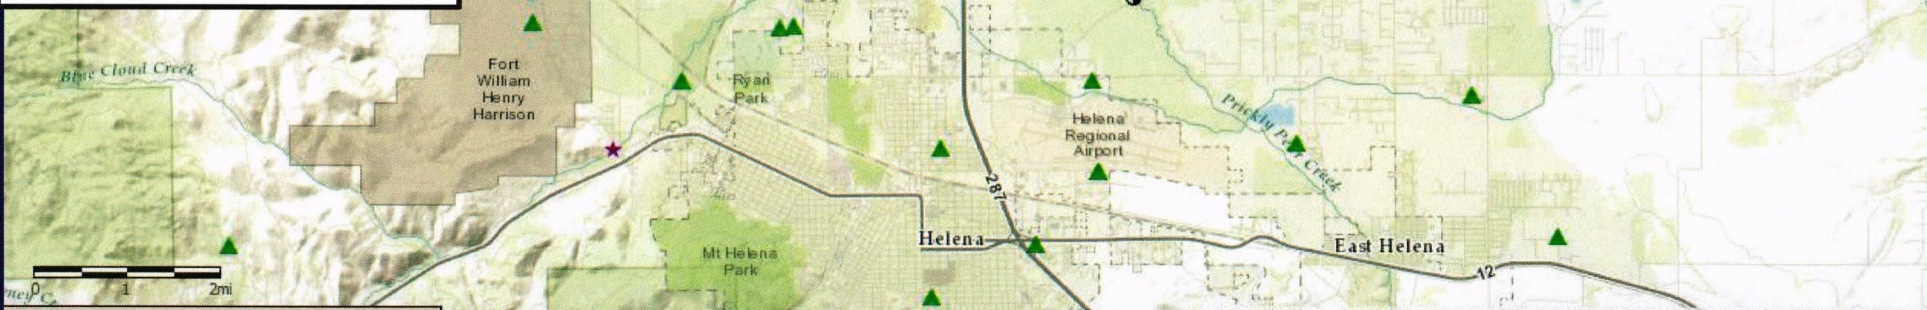 Blue Cloud Creek
Fort
William
Henry
Harrison
Ryan
Park
Helena
Regional
Airport
Prickly Pear Creek
287
Mt Helena
Park
Helena
East Helena
12
0 1 2mi